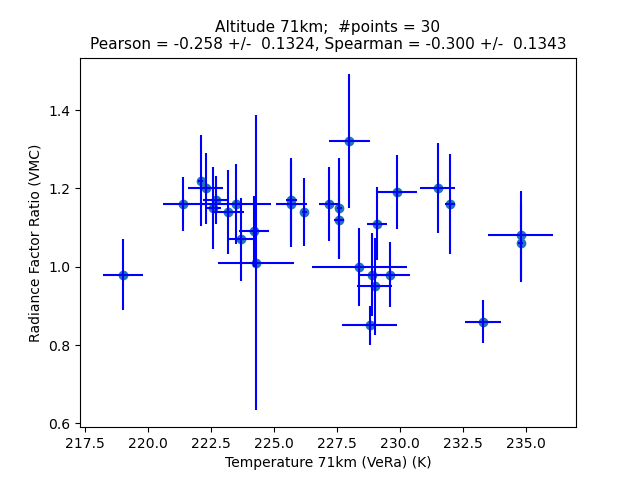 Altitude 71km;  #points = 30
Pearson = -0.258 +/-  0.1324, Spearman = -0.300 +/-  0.1343
Radiance Factor Ratio (VMC)
1.4
1.2
1.0
0.8
0.6
217.5 220.0 222.5 225.0 227.5 230.0 232.5 235.0
Temperature 71km (VeRa) (K)